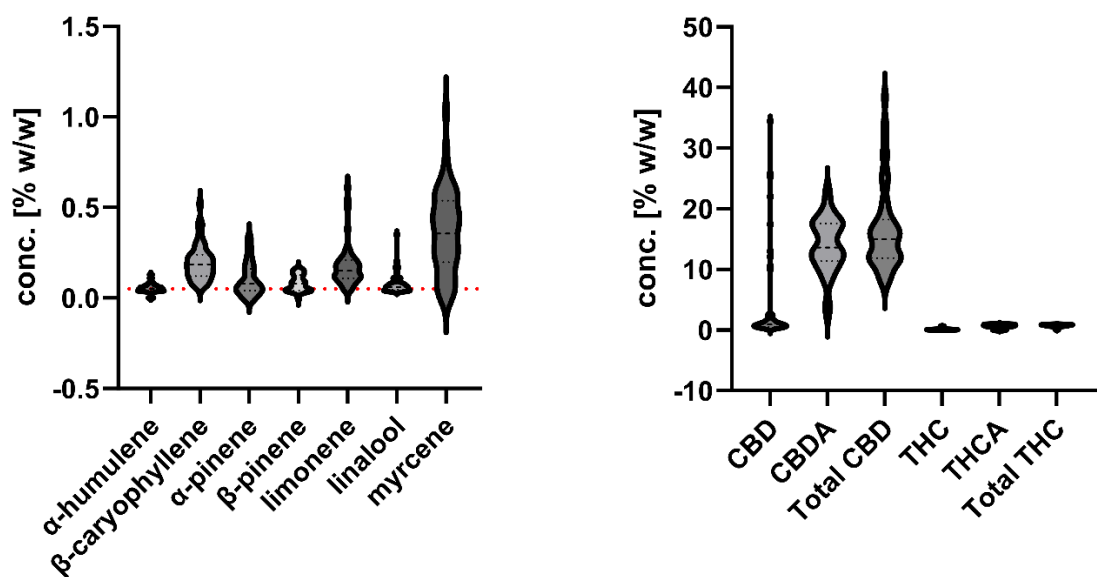 conc. [% w/w]
1.5
1.0
0.5
0.0
-0.5
α-humulene
β-caryophyllene
α-pinene
β-pinene
limonene
linalool
myrcene
conc. [% w/w]
50
40
30
20
10
0
-10
CBD
CBDA
Total CBD
THC
THCA
Total THC